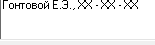 Гонтовой Е.Э., XX - XX - XX